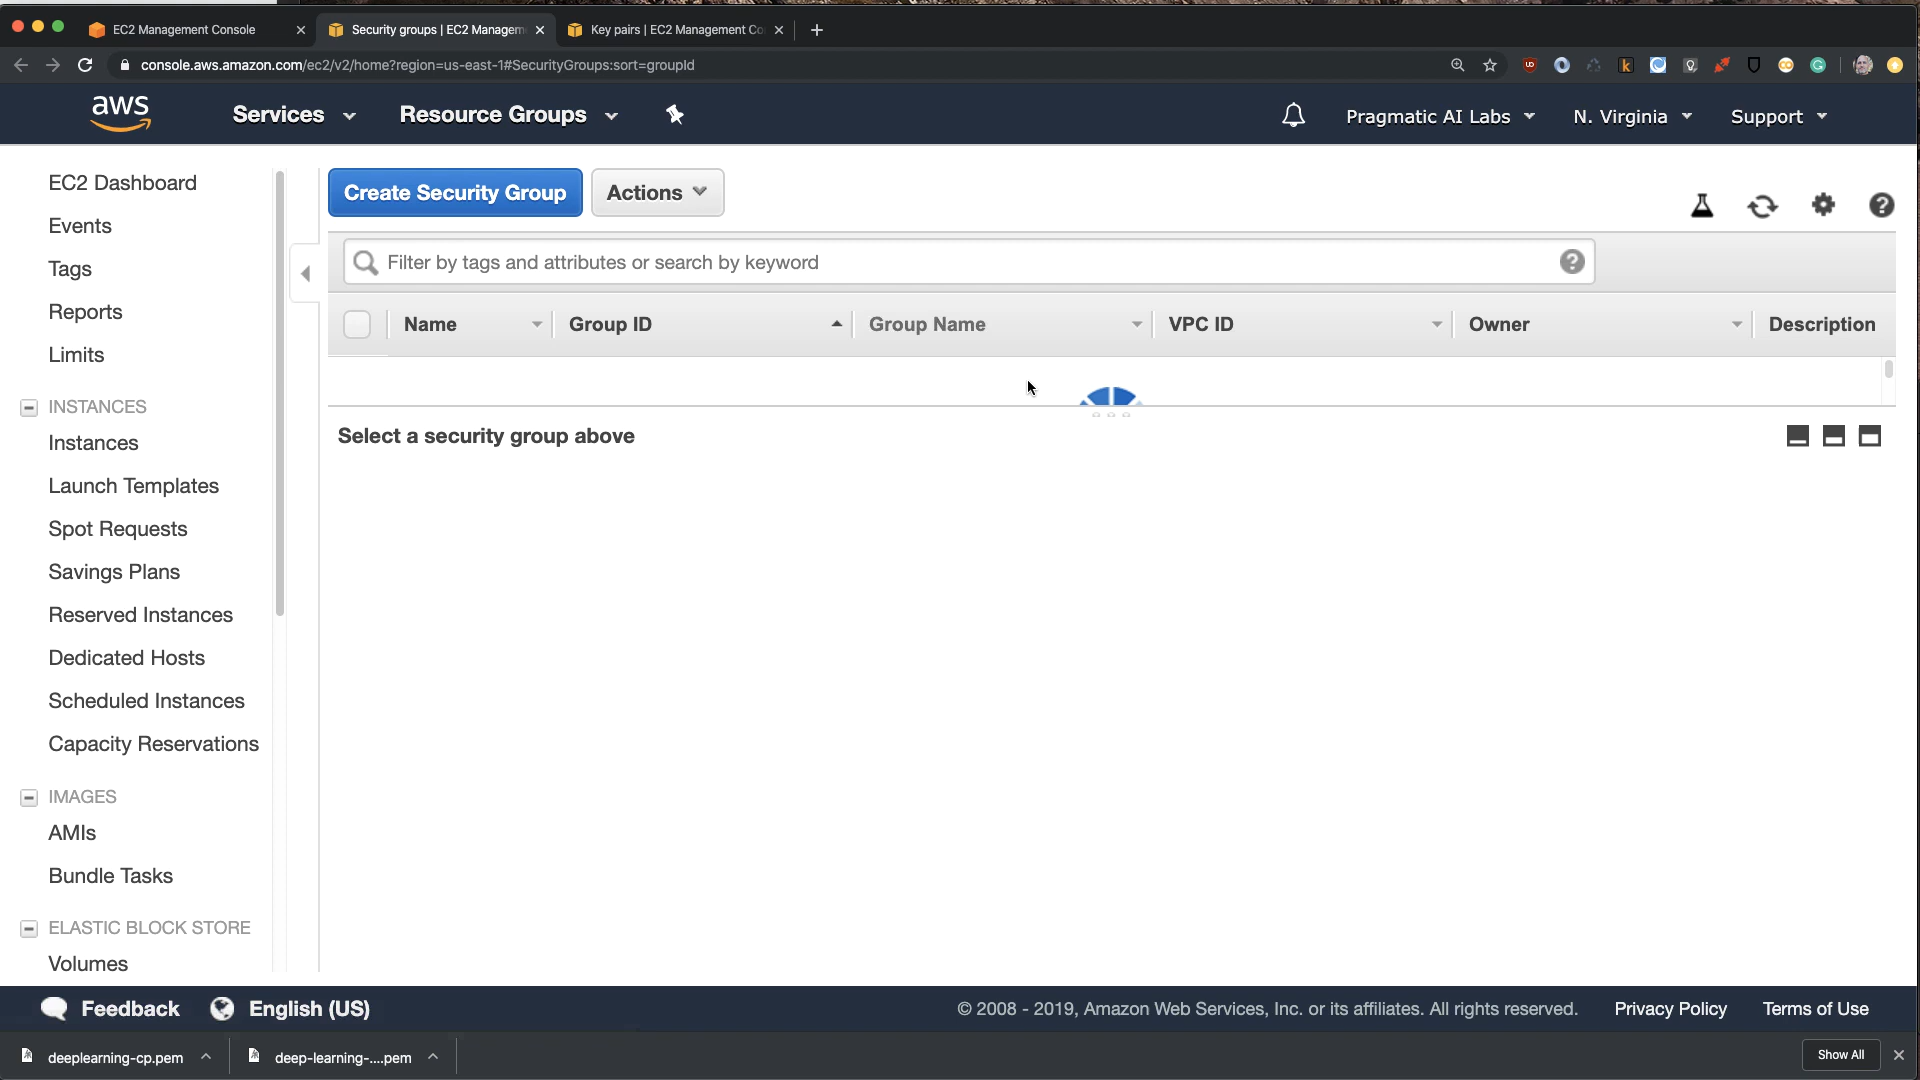 EC2 Management Console
Security groups | EC2 Managem
Key pairs | EC2 Management Co
console.aws.amazon.com/ec2/v2/home?region=us-east-1#SecurityGroups:sort=groupId
aws
Services
Resource Groups
Pragmatic AI Labs
N. Virginia
Support
EC2 Dashboard
Events
Tags
Reports
Limits
INSTANCES
Instances
Launch Templates
Spot Requests
Savings Plans
Reserved Instances
Dedicated Hosts
Scheduled Instances
Capacity Reservations
IMAGES
AMIs
Bundle Tasks
ELASTIC BLOCK STORE
Volumes
Create Security Group
Actions
Filter by tags and attributes or search by keyword
Name
Group ID
Group Name
VPC ID
Owner
Description
Select a security group above
Feedback
English (US)
© 2008 - 2019, Amazon Web Services, Inc. or its affiliates. All rights reserved.
Privacy Policy
Terms of Use
deeplearning-cp.pem
deep-learning-....pem
Show All